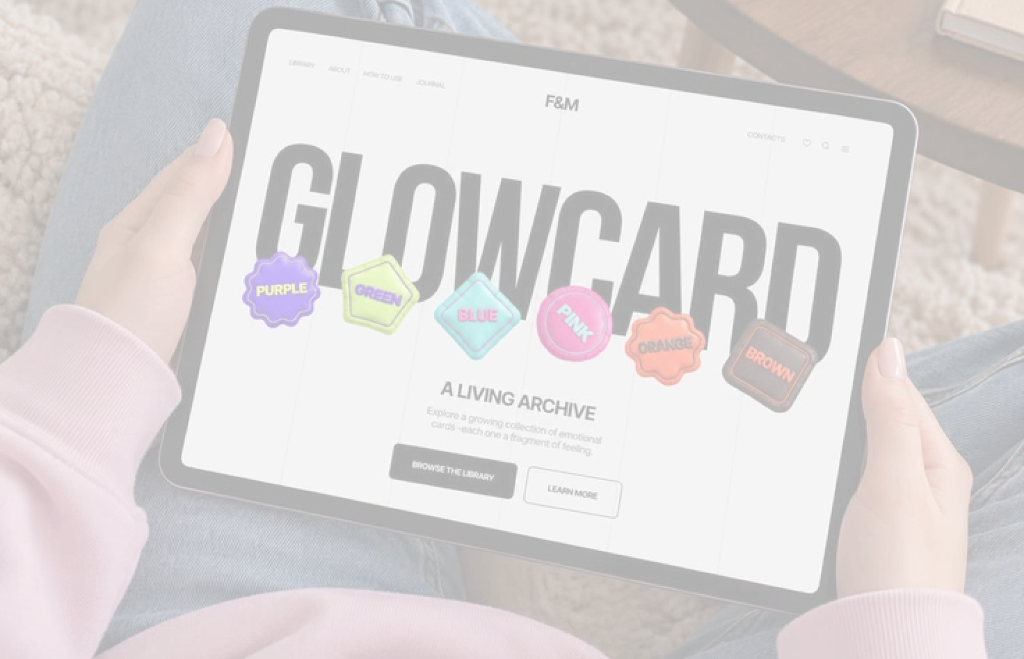 LIBRARY ABOUT HOW TO USE JOURNAL
F&M
CONTACTS
GLOWCARD
PURPLE
GREEN
BLUE
PINK
ORANGE
BROWN
A LIVING ARCHIVE
Explore a growing collection of emotional
cards -each one a fragment of feeling.
BROWSE THE LIBRARY
LEARN MORE